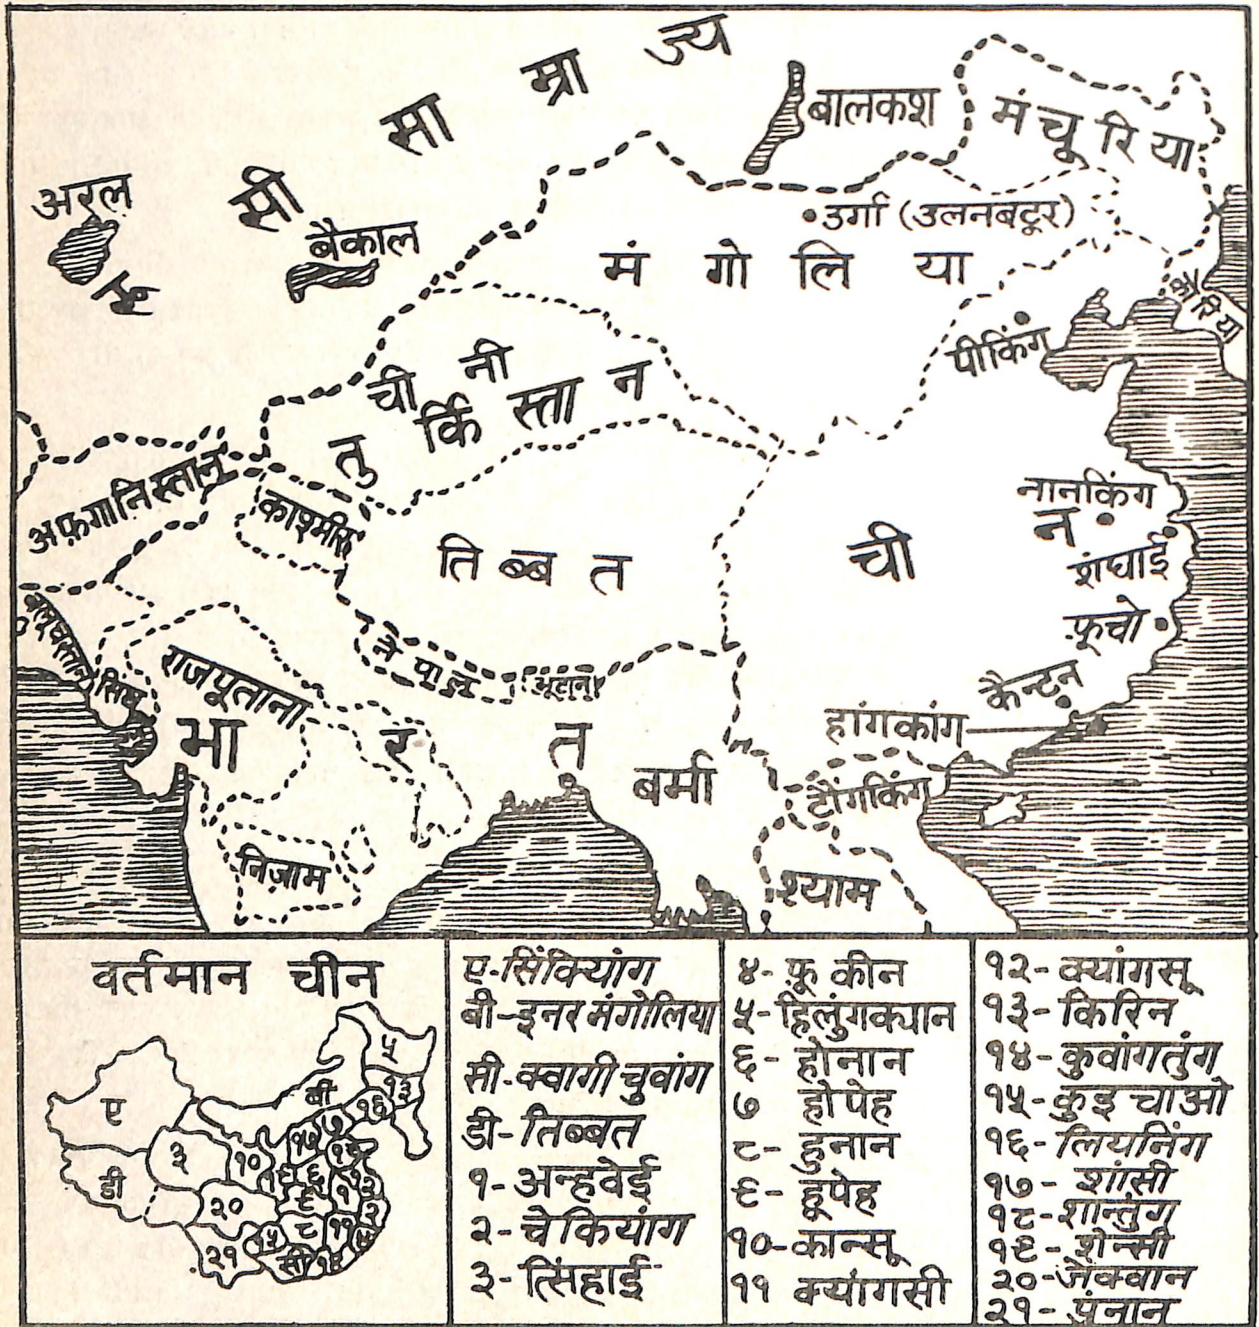 रूसी साम्राज्य
बालकश
मंचूरिया
अरल
बैकाल
उर्गा (उलनबटूर)
मंगोलिया
कौरिया
पीकिंग
चीनी
तुर्किस्तान
अफ़गानिस्तान
काश्मीर
तिब्बत
चीन
नानकिंग
शंघाई
फूचो
कैन्टन
हांगकांग
नैपाल
भूटान
बलूचस्तान
सिंध
राजपूताना
भारत
बर्मा
टौंगकिंग
निज़ाम
श्याम
वर्तमान चीन
ए
बी
सी
डी
ए-सिंक्यिांग
बी-इनर मंगोलिया
सी-क्वागी चुवांग
डी-तिब्बत
१-अन्हवेई
२-चेकियांग
३-त्सिंहाई
४-फ़ू कीन
५-हिलुंगक्यान
६-होनान
७ होपेह
८-हुनान
९-हूपेह
१०-कान्सू
११ क्यांगसी
१२-क्यांगसू
१३-किरिन
१४-कुवांगतुंग
१५-कुइ चाओ
१६-लियनिंग
१७-शांसी
१८-शान्तुंग
१९-शेन्सी
२०-जेक्वान